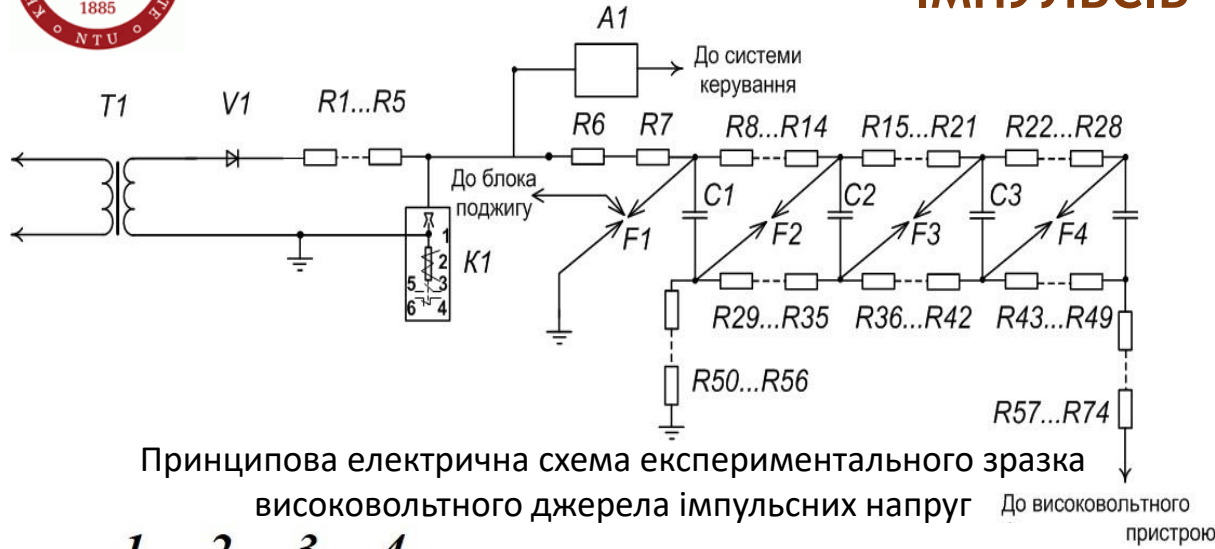 1885
NTU
A1
До системи
керування
T1
V1
R1...R5
R6
R7
R8...R14
R15...R21
R22...R28
До блока
поджигу
C1
C2
C3
F1
F2
F3
F4
1
2
5
3
6
4
K1
R29...R35
R36...R42
R43...R49
R50...R56
R57...R74
Принципова електрична схема експериментального зразка
високовольтного джерела імпульсних напруг
До високовольтного
пристрою